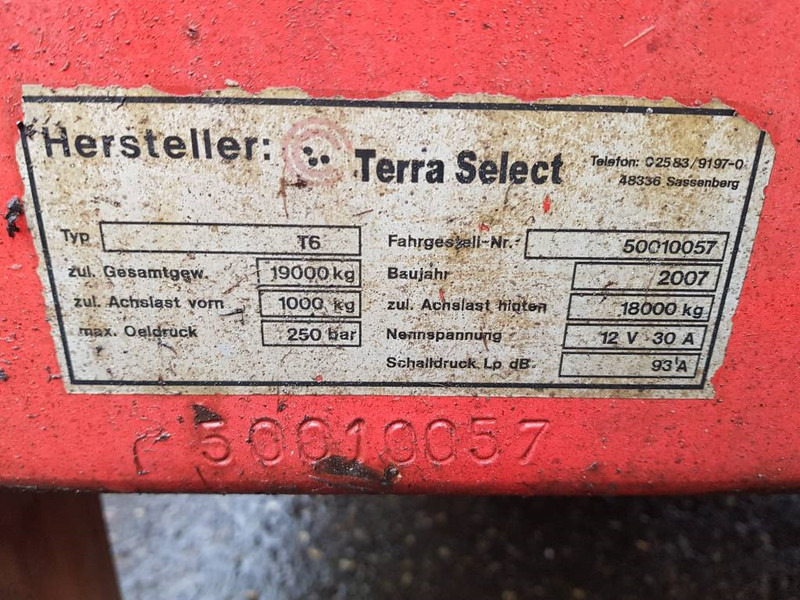 Hersteller: Terra Select Telefon: 02583/9197-0
48336 Sassenberg
Typ T6 Fahrgestell-Nr. 50010057
zul. Gesamtgew. 19000 kg Baujahr 2007
zul. Achslast vorn 1000 kg zul. Achslast hinten 18000 kg
max. Oeldruck 250 bar Nennspannung 12 V 30 A
Schalldruck Lp dB 93 A
50010057